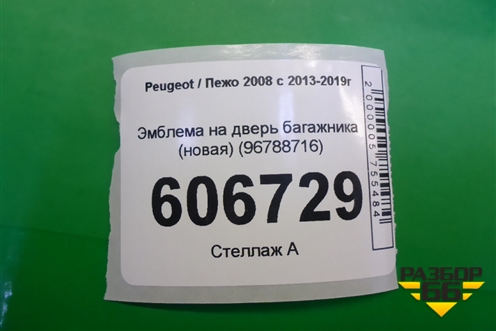 Peugeot / Пежо 2008 с 2013-2019г
Эмблема на дверь багажника
(новая) (96788716)
606729
Стеллаж А
2000005755484
РАЗБОР
66